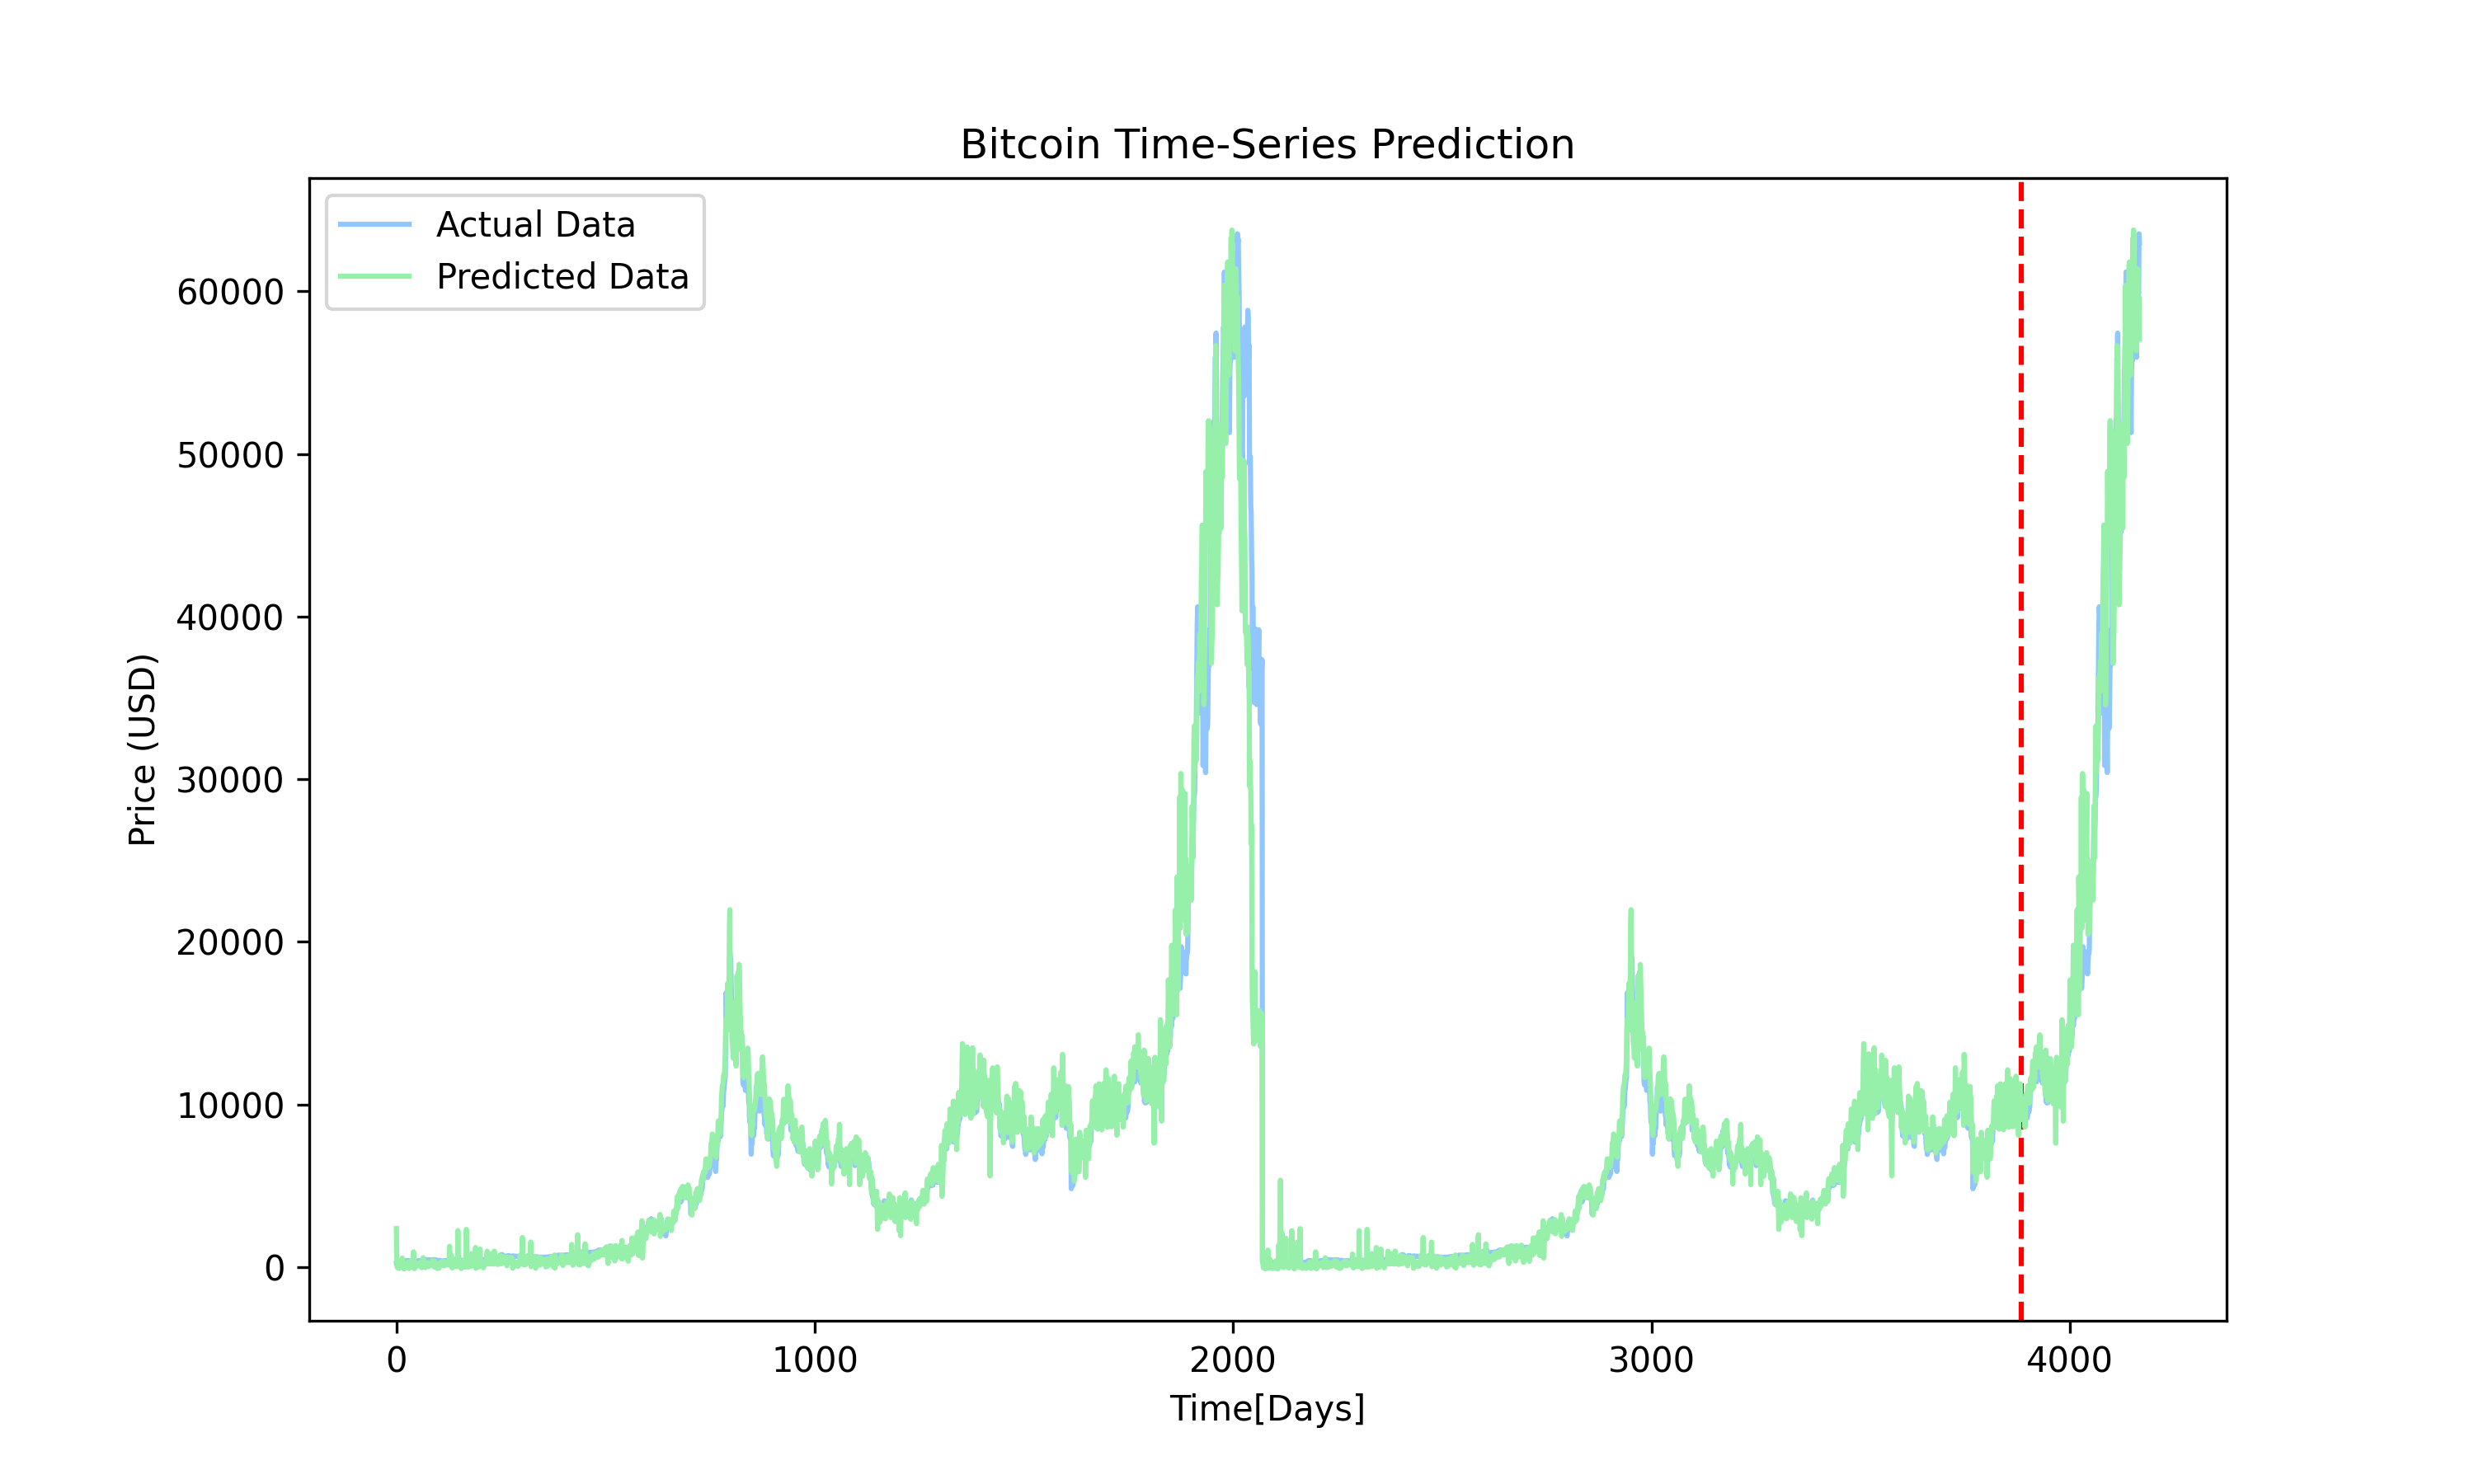 Bitcoin Time-Series Prediction
Actual Data
Predicted Data
60000
50000
40000
30000
20000
10000
0
Price (USD)
0 1000 2000 3000 4000
Time[Days]